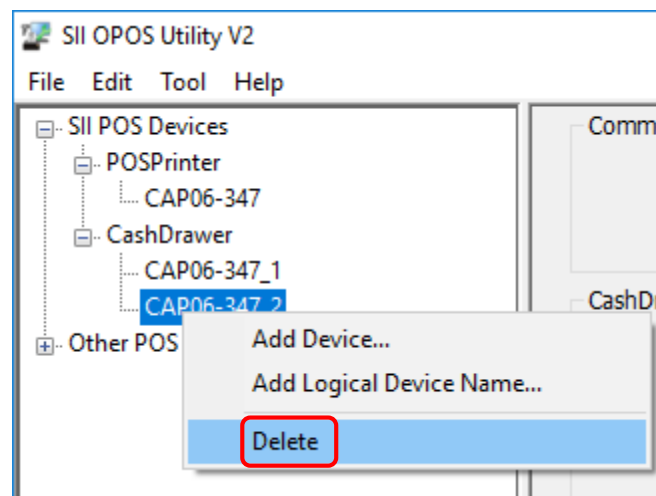 SII OPOS Utility V2
File Edit Tool Help
SII POS Devices
POSPrinter
CAP06-347
CashDrawer
CAP06-347_1
CAP06-347_2
Other POS
Comm
CashD
Add Device...
Add Logical Device Name...
Delete